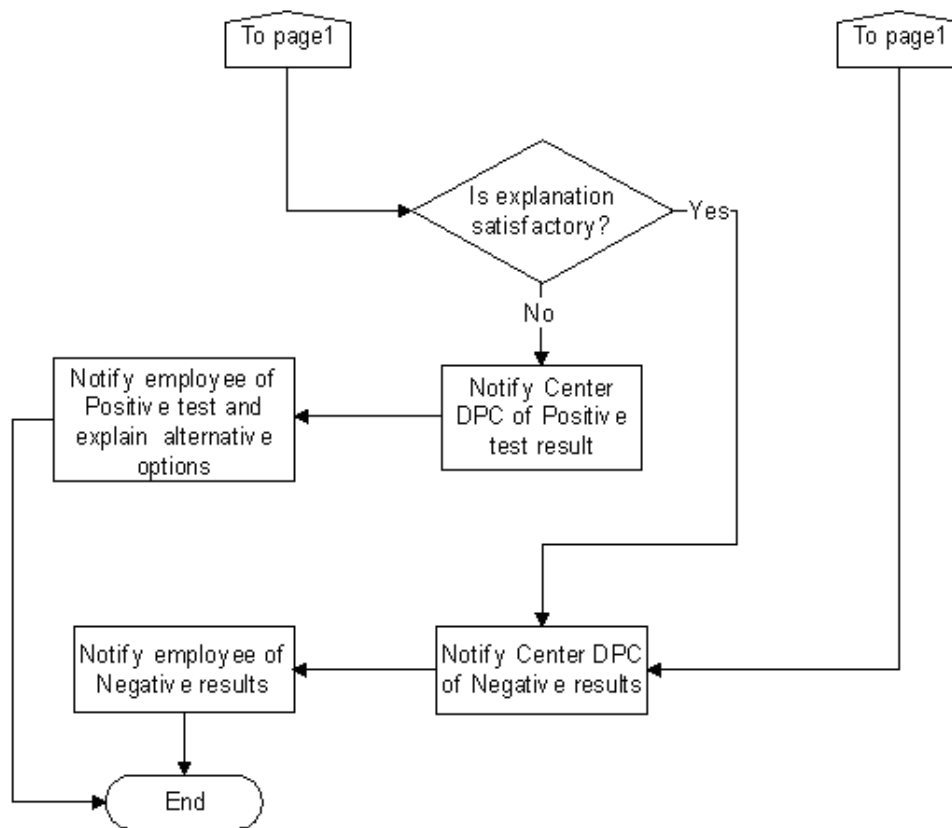 To page1
To page1
Is explanation
satisfactory?
Yes
No
Notify employee of
Positive test and
explain alternative
options
Notify Center
DPC of Positive
test result
Notify employee of
Negative results
Notify Center DPC
of Negative results
End